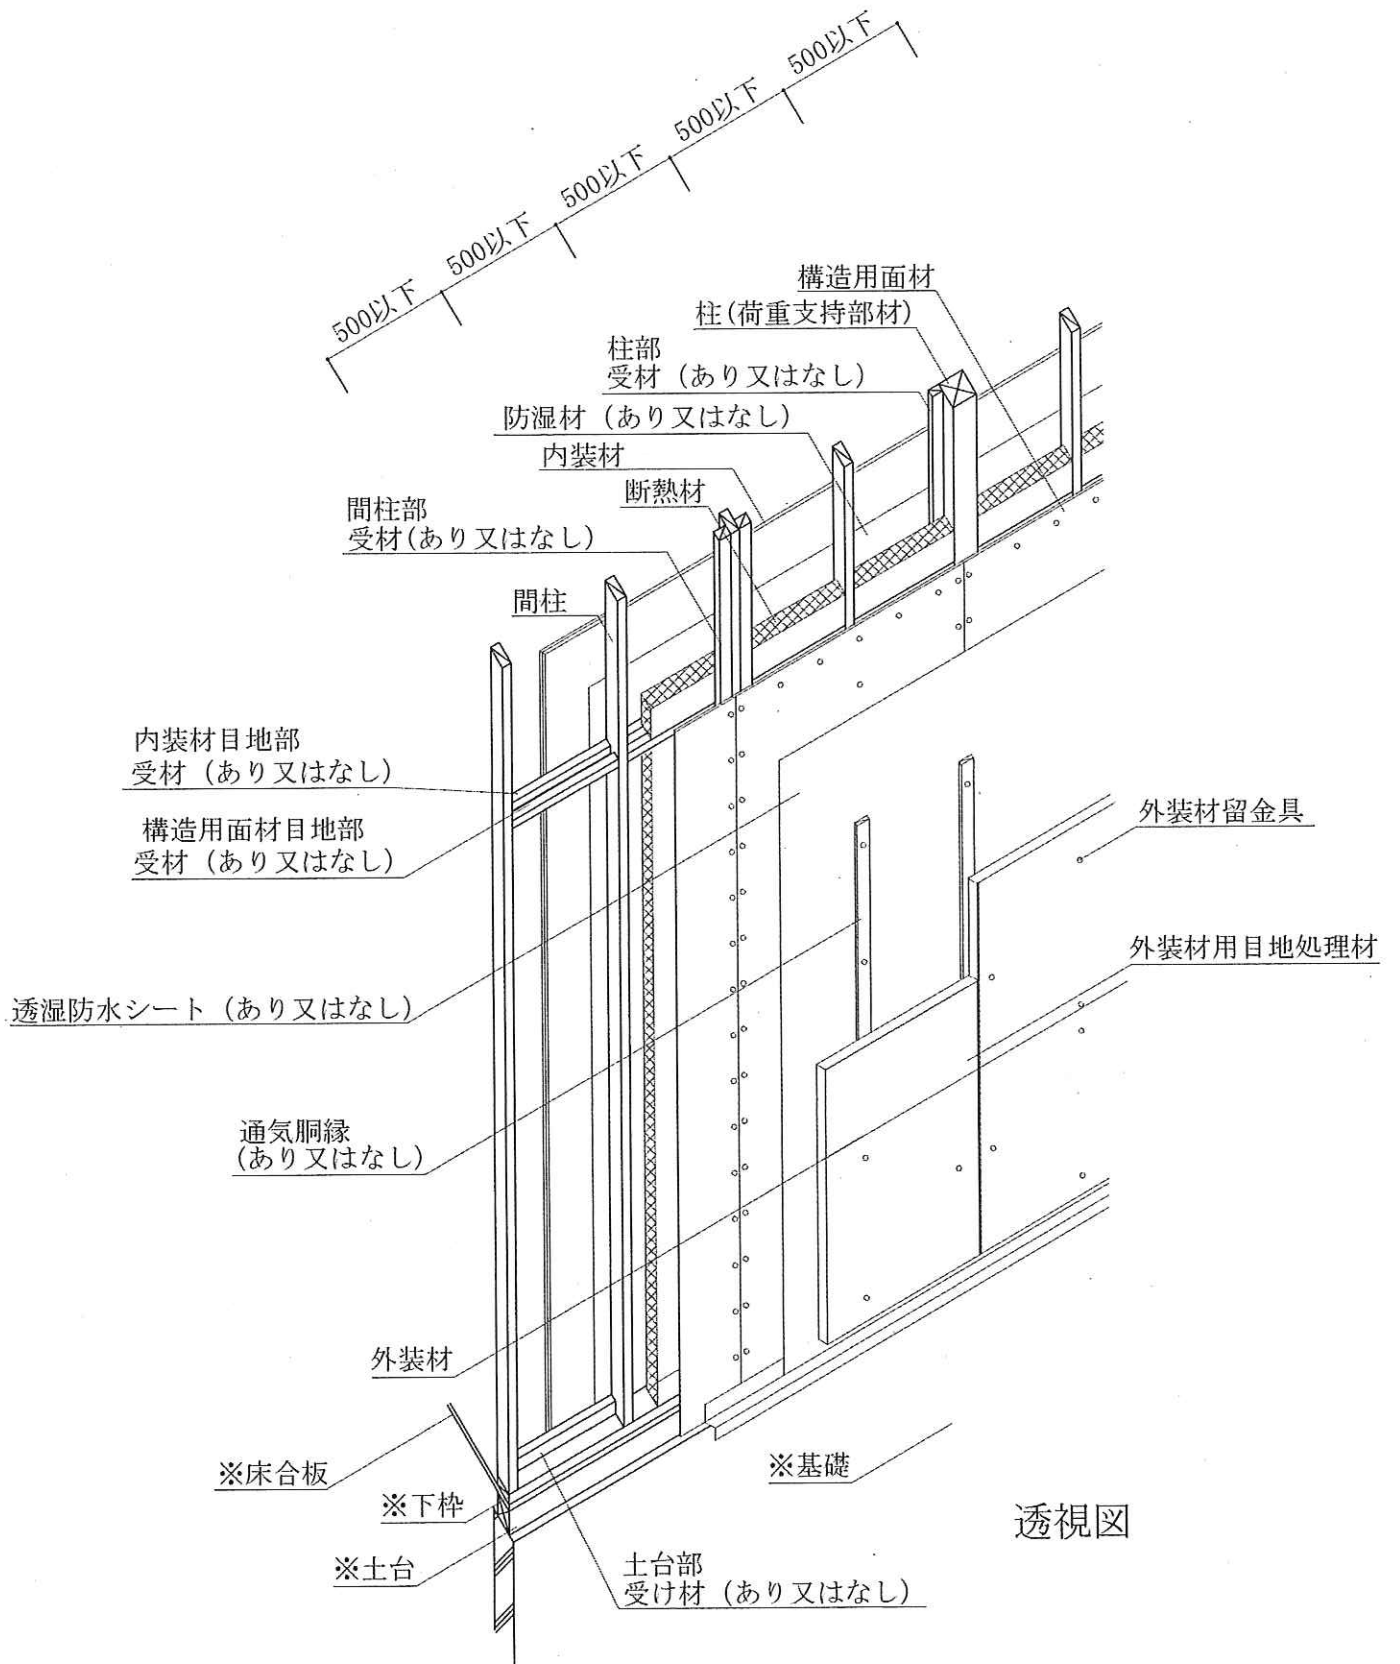 500以下
500以下
500以下
500以下
500以下
構造用面材
柱(荷重支持部材)
柱部
受材（あり又はなし）
防湿材（あり又はなし）
内装材
断熱材
間柱部
受材(あり又はなし)
間柱
内装材目地部
受材（あり又はなし）
構造用面材目地部
受材（あり又はなし）
外装材留金具
外装材用目地処理材
透湿防水シート（あり又はなし）
通気胴縁
(あり又はなし)
外装材
※床合板
※下枠
※土台
※基礎
土台部
受け材（あり又はなし）
透視図